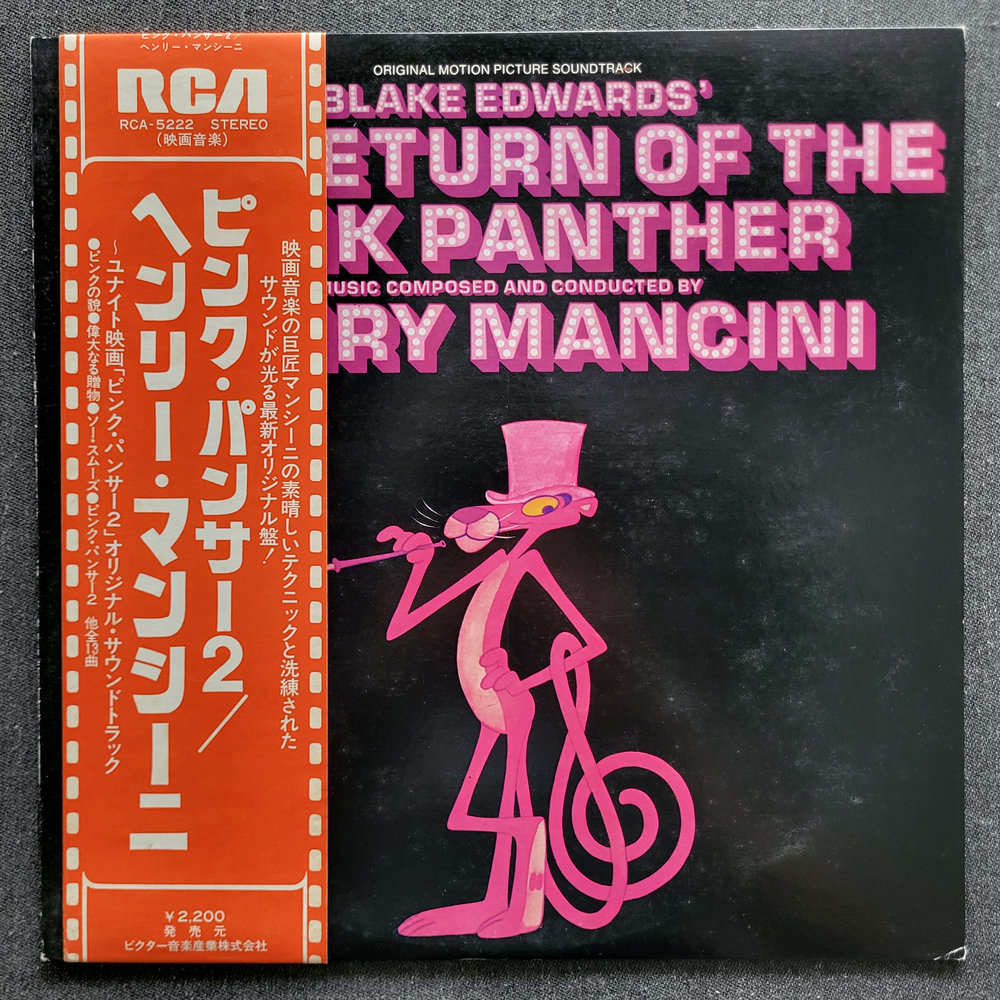 ピンク・パンサー2/
ヘンリー・マンシーニ
RCA
RCA-5222 STEREO
(映画音楽)
映画音楽の巨匠マンシーニの素晴しいテクニックと洗練された
サウンドが光る最新オリジナル盤!
ピンク・パンサー2/
ヘンリー・マンシーニ
~ユナイト映画「ピンク・パンサー2」オリジナル・サウンドトラック
●ピンクの豹●偉大なる贈物●ソー・スムーズ●ピンク・パンサー2 他全13曲
¥2,200
発売元
ビクター音楽産業株式会社
ORIGINAL MOTION PICTURE SOUNDTRACK
BLAKE EDWARDS'
ETURN OF THE
K PANTHER
MUSIC COMPOSED AND CONDUCTED BY
RY MANCINI